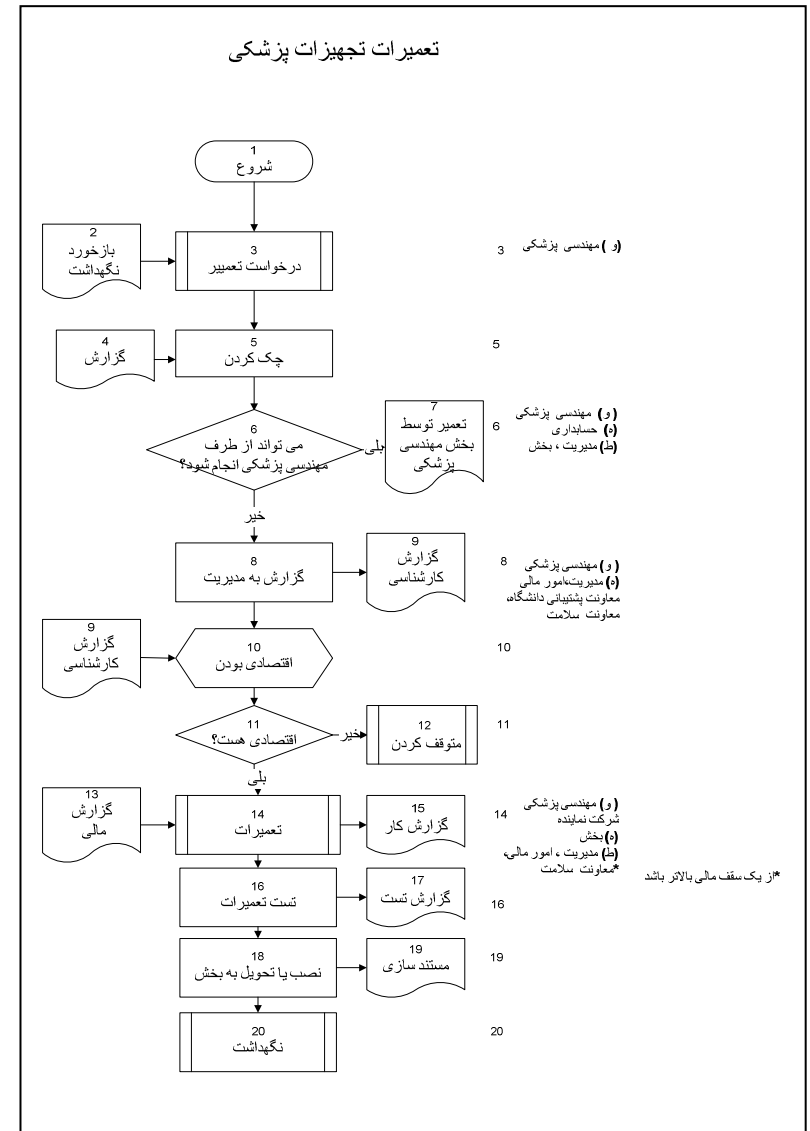 تعمیرات تجهیزات پزشکی
1
شروع
2
بازخورد
نگهداشت
3
درخواست تعمییر
3
(و ) مهندسی پزشکی
4
گزارش
5
چک کردن
5
6
می تواند از طرف
مهندسی پزشکی انجام شود؟
بلی
7
تعمیر توسط
بخش مهندسی
پزشکی
6
( و ) مهندسی پزشکی
(ه) حسابداری
(ط) مدیریت ، بخش
خیر
8
گزارش به مدیریت
9
گزارش
کارشناسی
8
( و ) مهندسی پزشکی
(ه) مدیریت،امور مالی
معاونت پشتیبانی دانشگاه،
معاونت سلامت
9
گزارش
کارشناسی
10
اقتصادی بودن
10
11
اقتصادی هست؟
خیر
12
متوقف کردن
11
بلی
13
گزارش
مالی
14
تعمیرات
15
گزارش کار
14
( و ) مهندسی پزشکی
شرکت نماینده
(ه) بخش
(ط) مدیریت ، امور مالی،
معاونت سلامت*
*از یک سقف مالی بالاتر باشد
16
تست تعمیرات
17
گزارش تست
16
18
نصب یا تحویل به بخش
19
مستند سازی
19
20
نگهداشت
20